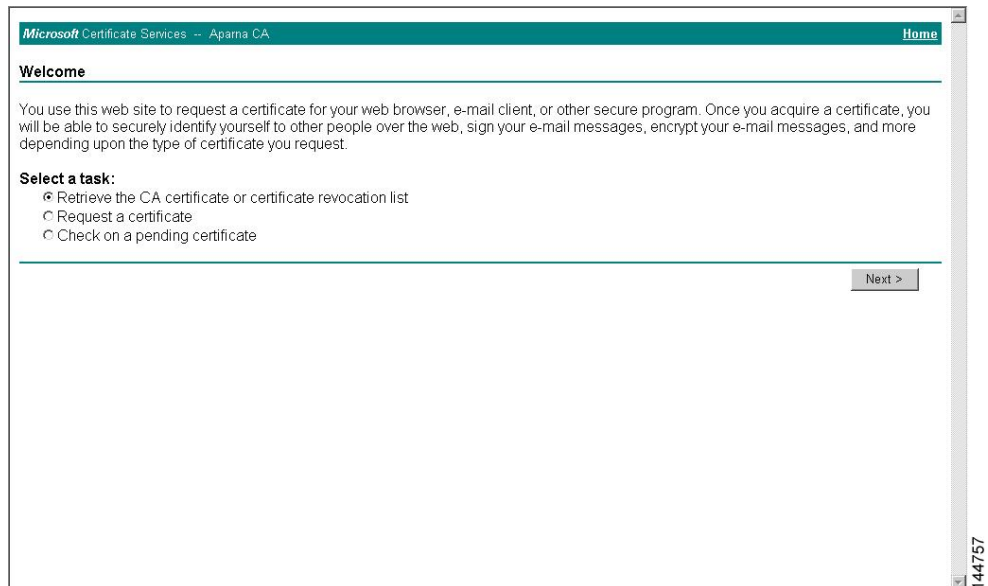 Microsoft Certificate Services -- Aparna CA Home
Welcome
You use this web site to request a certificate for your web browser, e-mail client, or other secure program. Once you acquire a certificate, you
will be able to securely identify yourself to other people over the web, sign your e-mail messages, encrypt your e-mail messages, and more
depending upon the type of certificate you request.
Select a task:
Retrieve the CA certificate or certificate revocation list
Request a certificate
Check on a pending certificate
Next >
144757